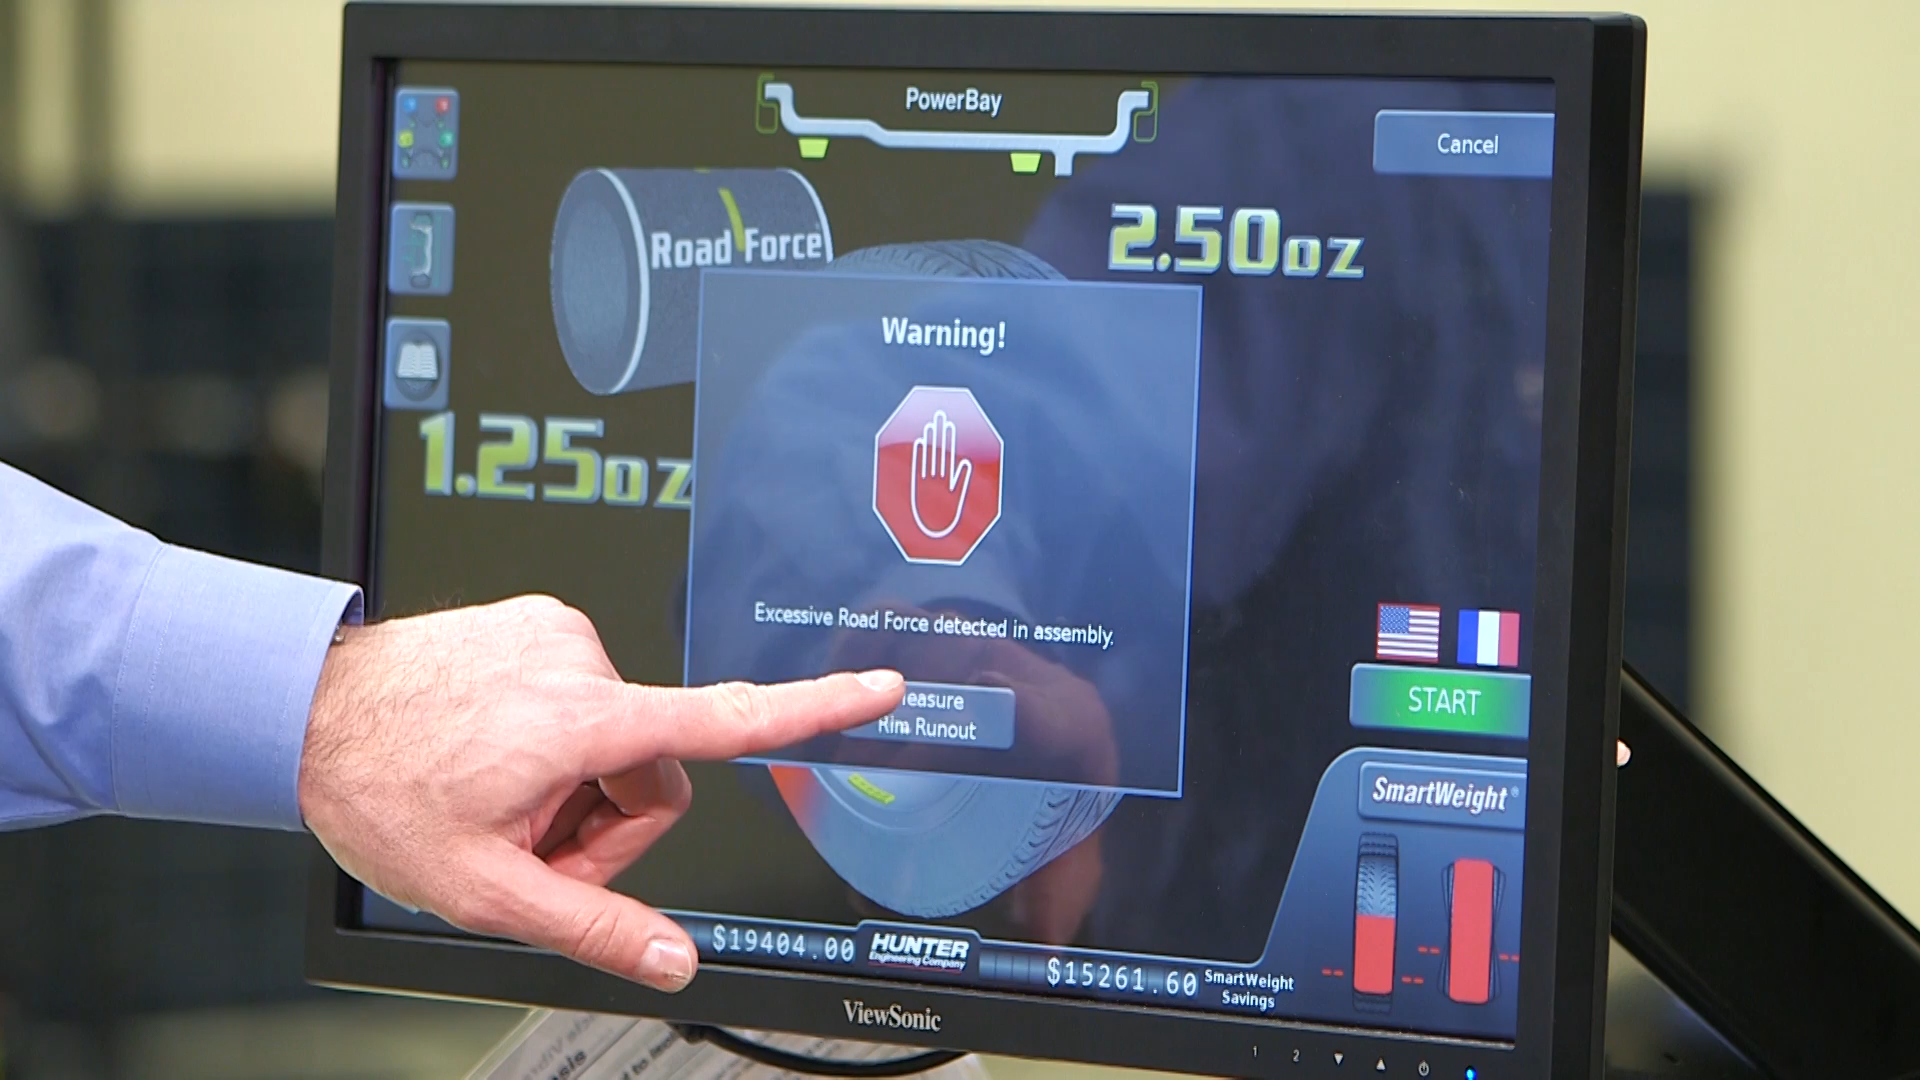 PowerBay
Cancel
Road Force
2.50oz
Warning!
1.25oz
Excessive Road Force detected in assembly.
easure
Rim Runout
START
SmartWeight®
$19404.00
HUNTER
Engineering Company
$15261.60
SmartWeight
Savings
ViewSonic
1 2